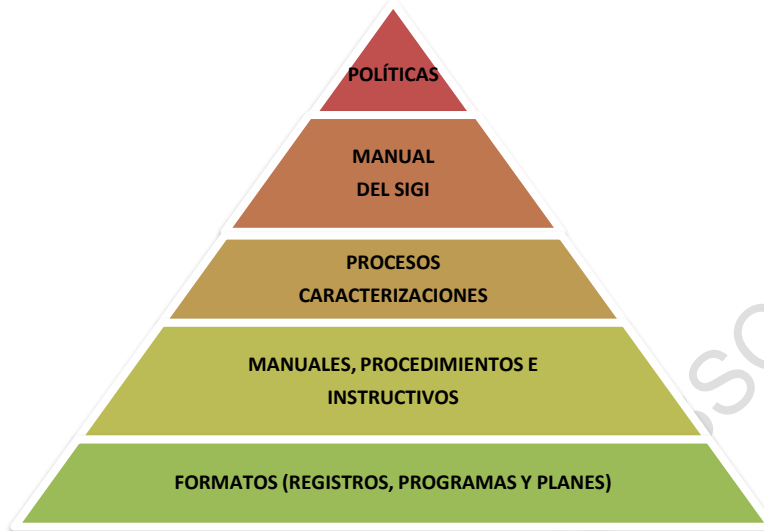 POLÍTICAS
MANUAL
DEL SIGI
PROCESOS
CARACTERIZACIONES
MANUALES, PROCEDIMIENTOS E
INSTRUCTIVOS
FORMATOS (REGISTROS, PROGRAMAS Y PLANES)